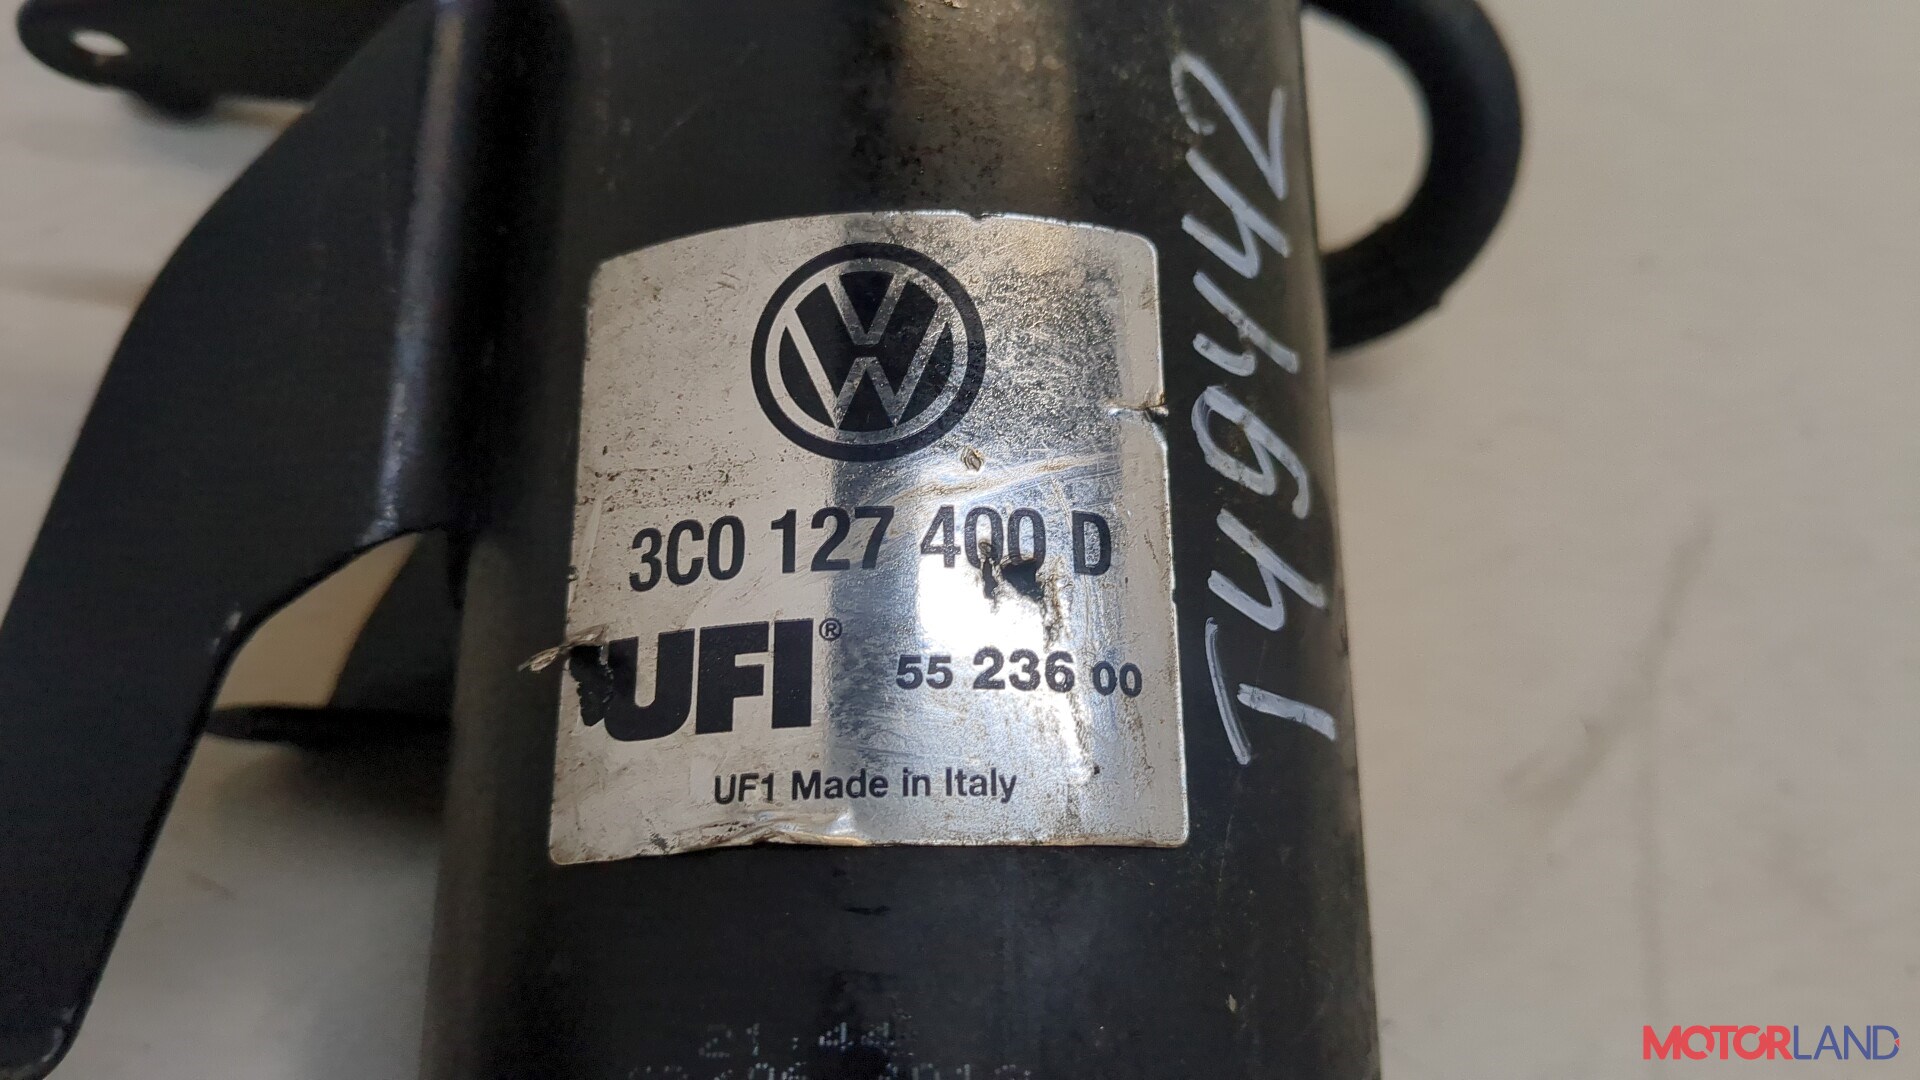 3C0 127 400 D
UFI®
55 236 00
UF1 Made in Italy
T49442
MOTORLAND